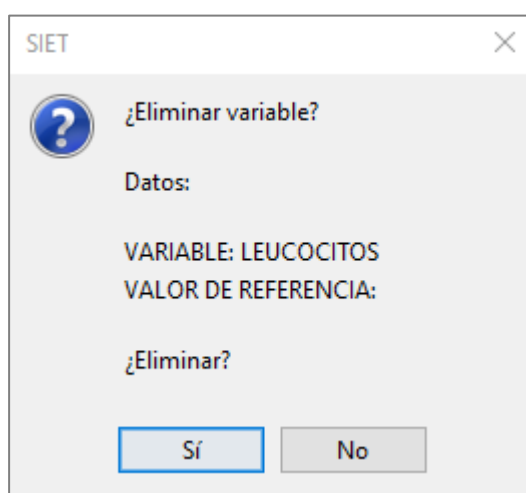 SIET
¿Eliminar variable?
Datos:
VARIABLE: LEUCOCITOS
VALOR DE REFERENCIA:
¿Eliminar?
Sí
No